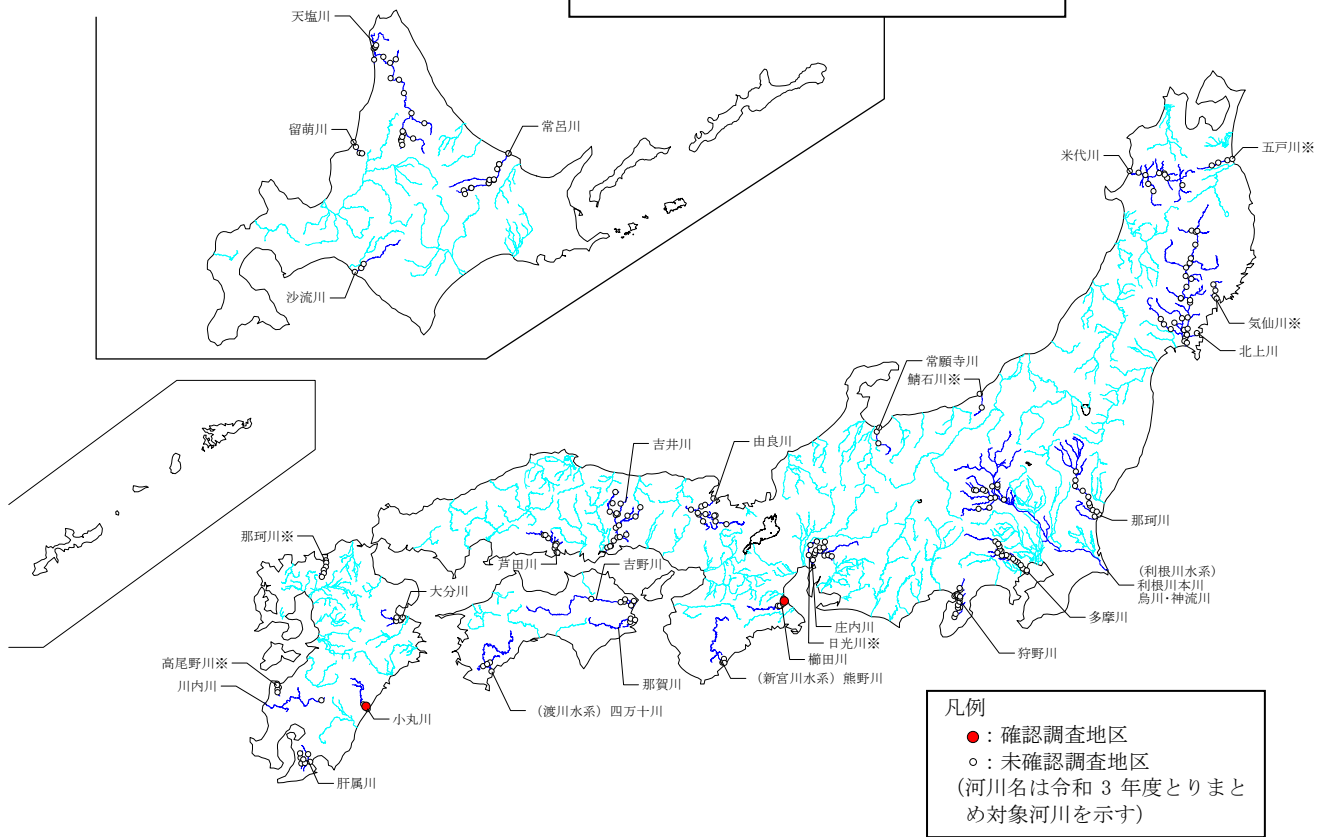 天塩川
留萌川
常呂川
沙流川
米代川
五戸川※
気仙川※
北上川
常願寺川
鯖石川※
吉井川
由良川
那珂川
那珂川※
芦田川
吉野川
大分川
(利根川水系)
利根川本川
烏川・神流川
多摩川
庄内川
日光川※
狩野川
櫛田川
高尾野川※
川内川
那賀川
(新宮川水系)熊野川
(渡川水系)四万十川
小丸川
肝属川
凡例
:確認調査地区
:未確認調査地区
(河川名は令和 3 年度とりまと
め対象河川を示す)